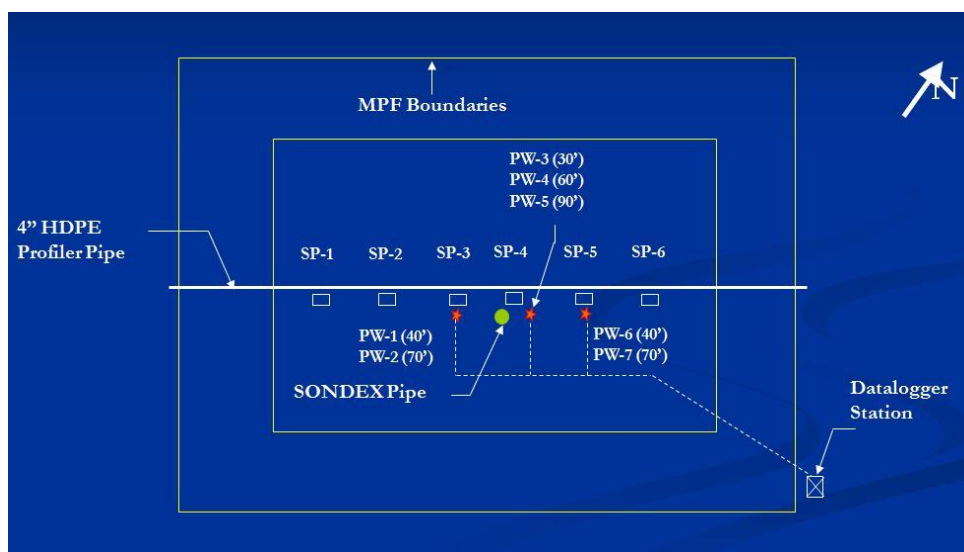 N
MPF Boundaries
PW-3 (30’)
PW-4 (60’)
PW-5 (90’)
4” HDPE
Profiler Pipe
SP-1 SP-2 SP-3 SP-4 SP-5 SP-6
PW-1 (40’)
PW-2 (70’)
PW-6 (40’)
PW-7 (70’)
SONDEX Pipe
Datalogger
Station